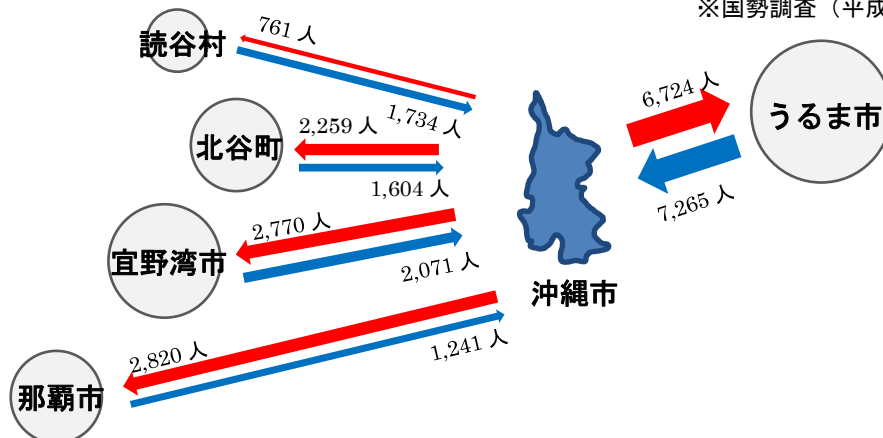 ※国勢調査（平成
761 人
読谷村
1,734 人
6,724 人
うるま市
2,259 人
北谷町
1,604 人
7,265 人
2,770 人
宜野湾市
2,071 人
沖縄市
2,820 人
1,241 人
那覇市